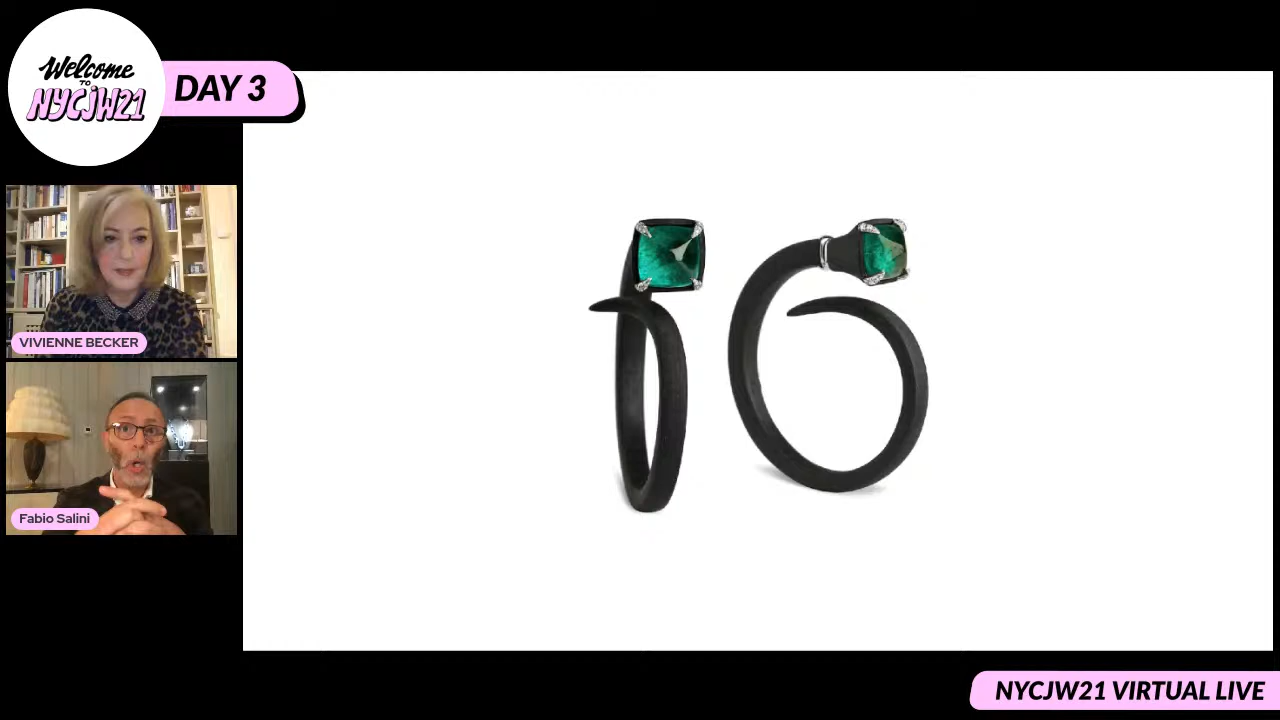 Welcome
TO
NYCJW21
DAY 3
VIVIENNE BECKER
Fabio Salini
NYCJW21 VIRTUAL LIVE